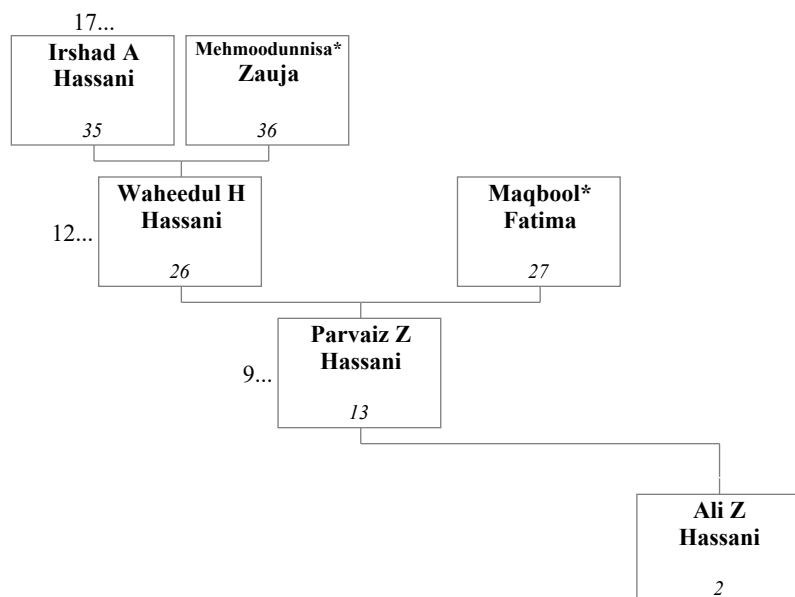 17...
Irshad A
Hassani
35
Mehmoodunnisa*
Zauja
36
Waheedul H
Hassani
12...
26
Maqbool*
Fatima
27
Parvaiz Z
Hassani
9...
13
Ali Z
Hassani
2